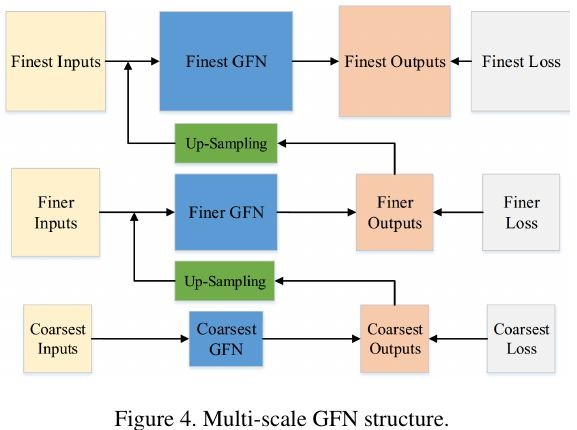 Finest Inputs
Finest GFN
Finest Outputs
Finest Loss
Up-Sampling
Finer
Inputs
Finer GFN
Finer
Outputs
Finer
Loss
Up-Sampling
Coarsest
Inputs
Coarsest
GFN
Coarsest
Outputs
Coarsest
Loss
Figure 4. Multi-scale GFN structure.